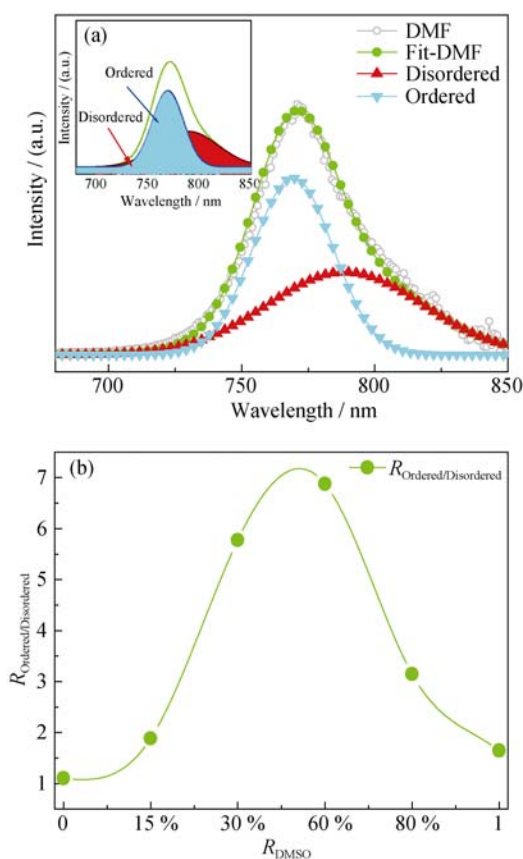 (a)
Ordered
Disordered
Intensity / (a.u.)
700 750 800 850
Wavelength / nm
DMF
Fit-DMF
Disordered
Ordered
Intensity / (a.u.)
700 750 800 850
Wavelength / nm
(b)
R_Ordered/Disordered
R_Ordered/Disordered
7
6
5
4
3
2
1
0 15 % 30 % 60 % 80 % 1
R_DMSO